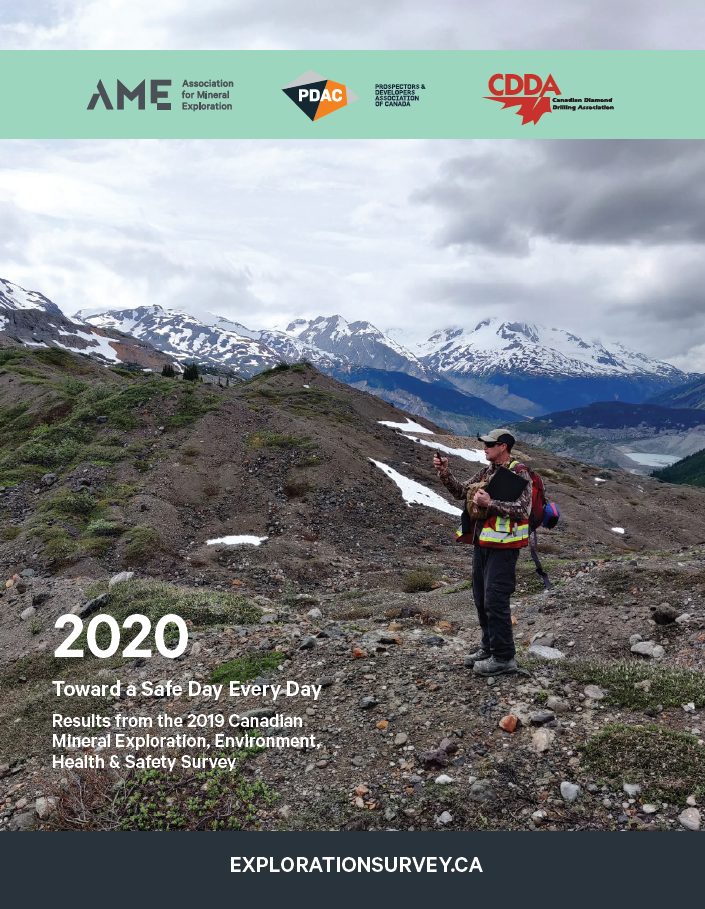 AME
Association
for Mineral
Exploration
PDAC
PROSPECTORS &
DEVELOPERS
ASSOCIATION
OF CANADA
CDDA
Canadian Diamond
Drilling Association
2020
Toward a Safe Day Every Day
Results from the 2019 Canadian
Mineral Exploration, Environment,
Health & Safety Survey
EXPLORATIONSURVEY.CA